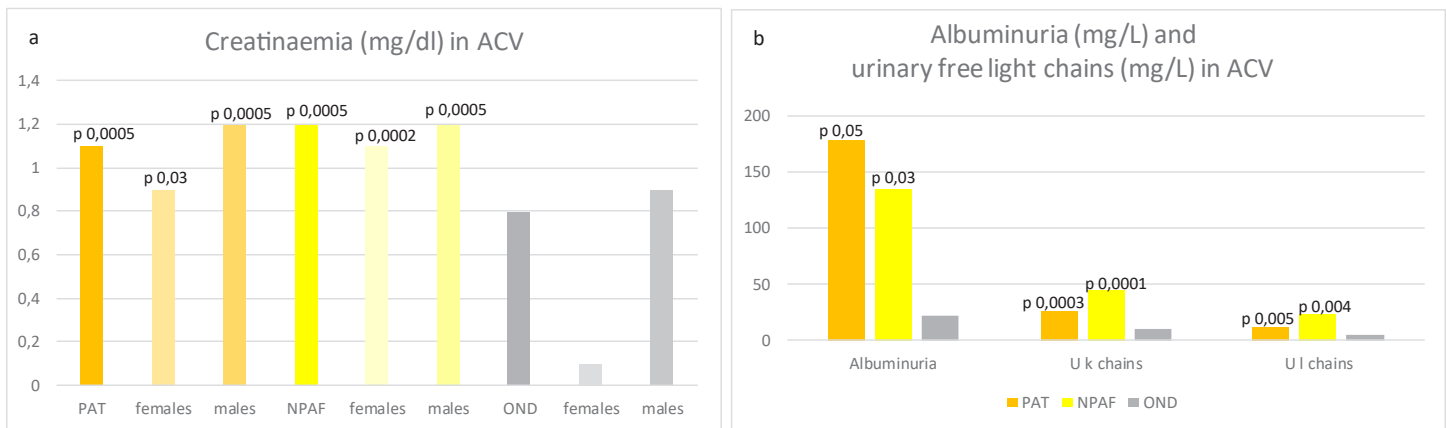 a
Creatinaemia (mg/dl) in ACV
1,4
1,2
1
0,8
0,6
0,4
0,2
0
p 0,0005
p 0,03
p 0,0005
p 0,0005
p 0,0002
p 0,0005
PAT females males NPAF females males OND females males
b
Albuminuria (mg/L) and
urinary free light chains (mg/L) in ACV
200
150
100
50
0
p 0,05
p 0,03
p 0,0003
p 0,0001
p 0,005
p 0,004
Albuminuria U k chains U l chains
PAT NPAF OND